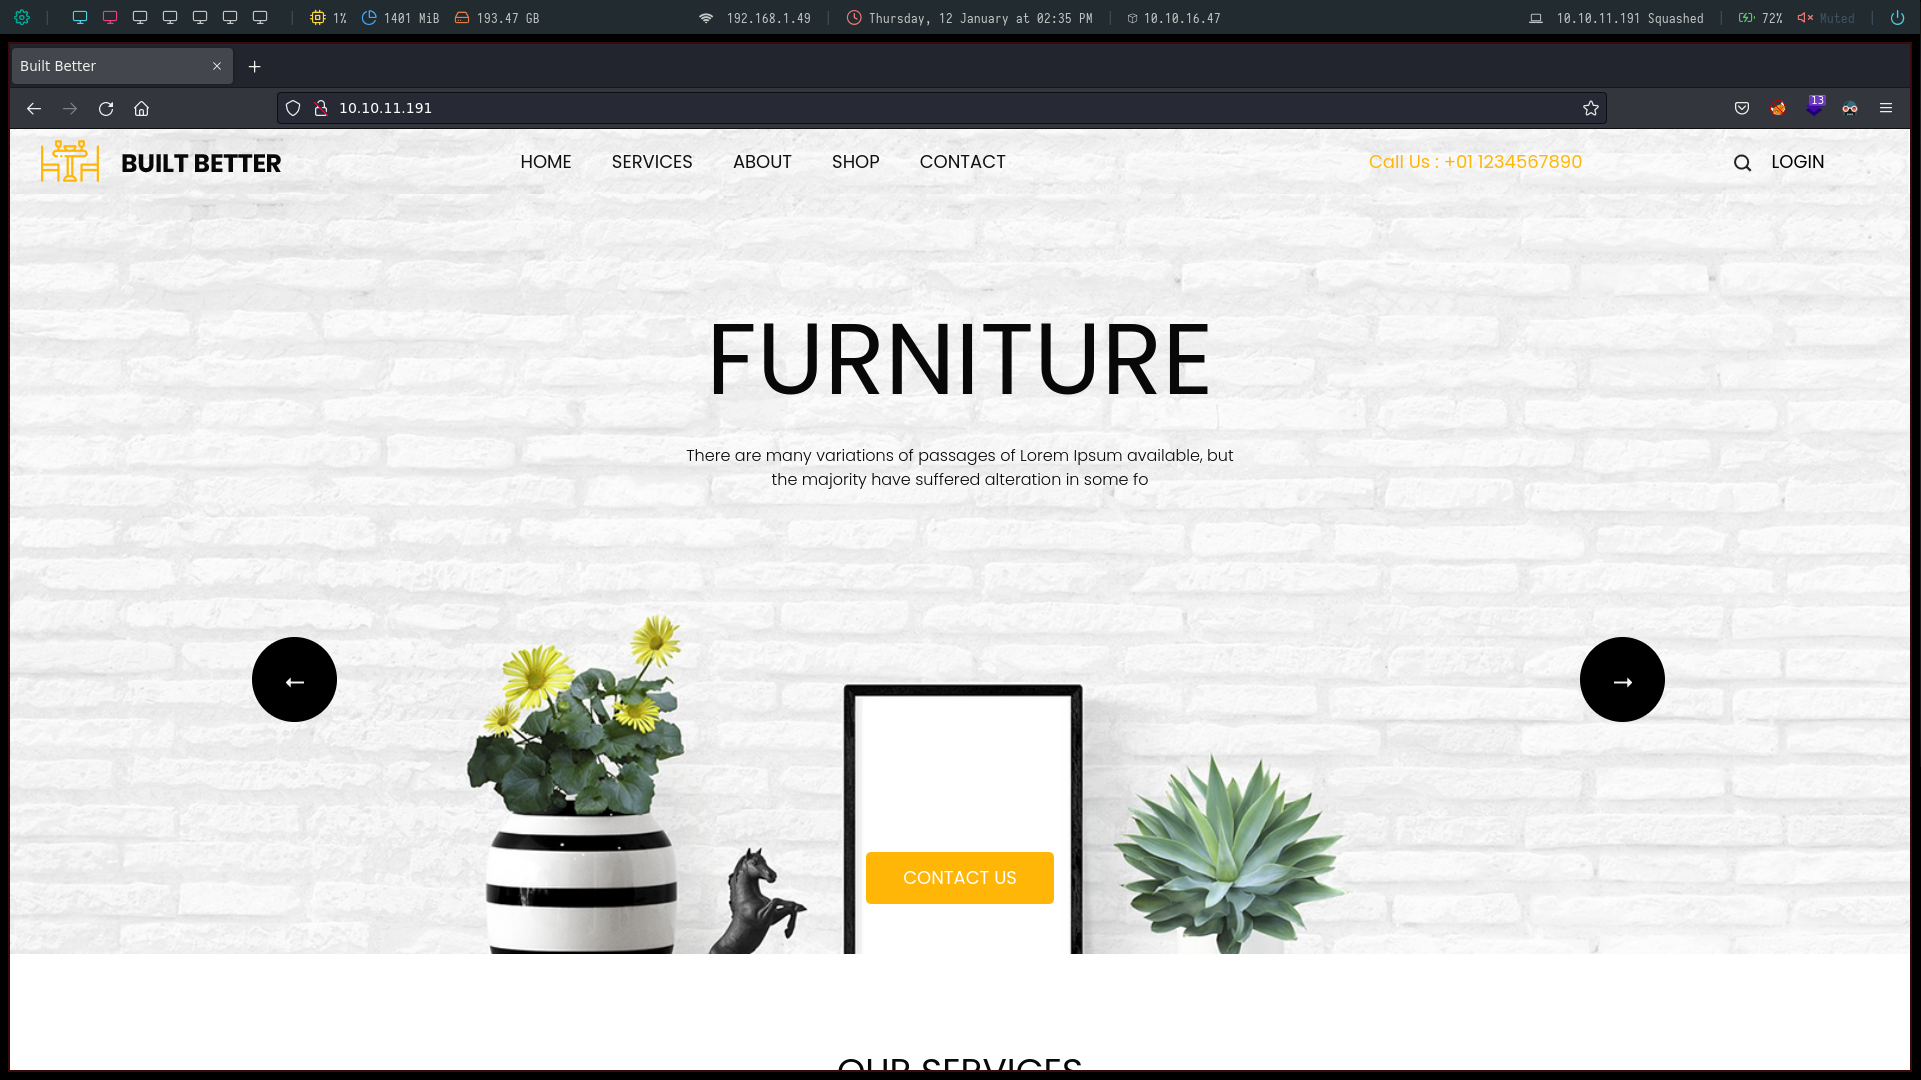 1% 1401 MiB 193.47 GB 192.168.1.49 Thursday, 12 January at 02:35 PM 10.10.16.47 10.10.11.191 Squashed 72% Muted
Built Better
10.10.11.191
13
BUILT BETTER HOME SERVICES ABOUT SHOP CONTACT Call Us : +01 1234567890 LOGIN
FURNITURE
There are many variations of passages of Lorem Ipsum available, but
the majority have suffered alteration in some fo
CONTACT US
OUR SERVICES